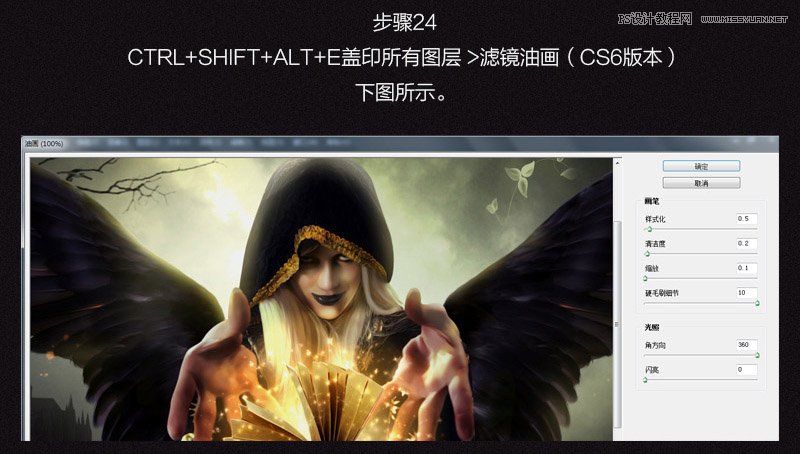 步骤24
PS设计教程网 WWW.MISSYUAN.NET
CTRL+SHIFT+ALT+E盖印所有图层 >滤镜油画（CS6版本）
下图所示。
油画 (100%)
确定
取消
画笔
样式化 0.5
清洁度 0.2
缩放 0.1
硬毛刷细节 10
光照
角方向 360
闪亮 0